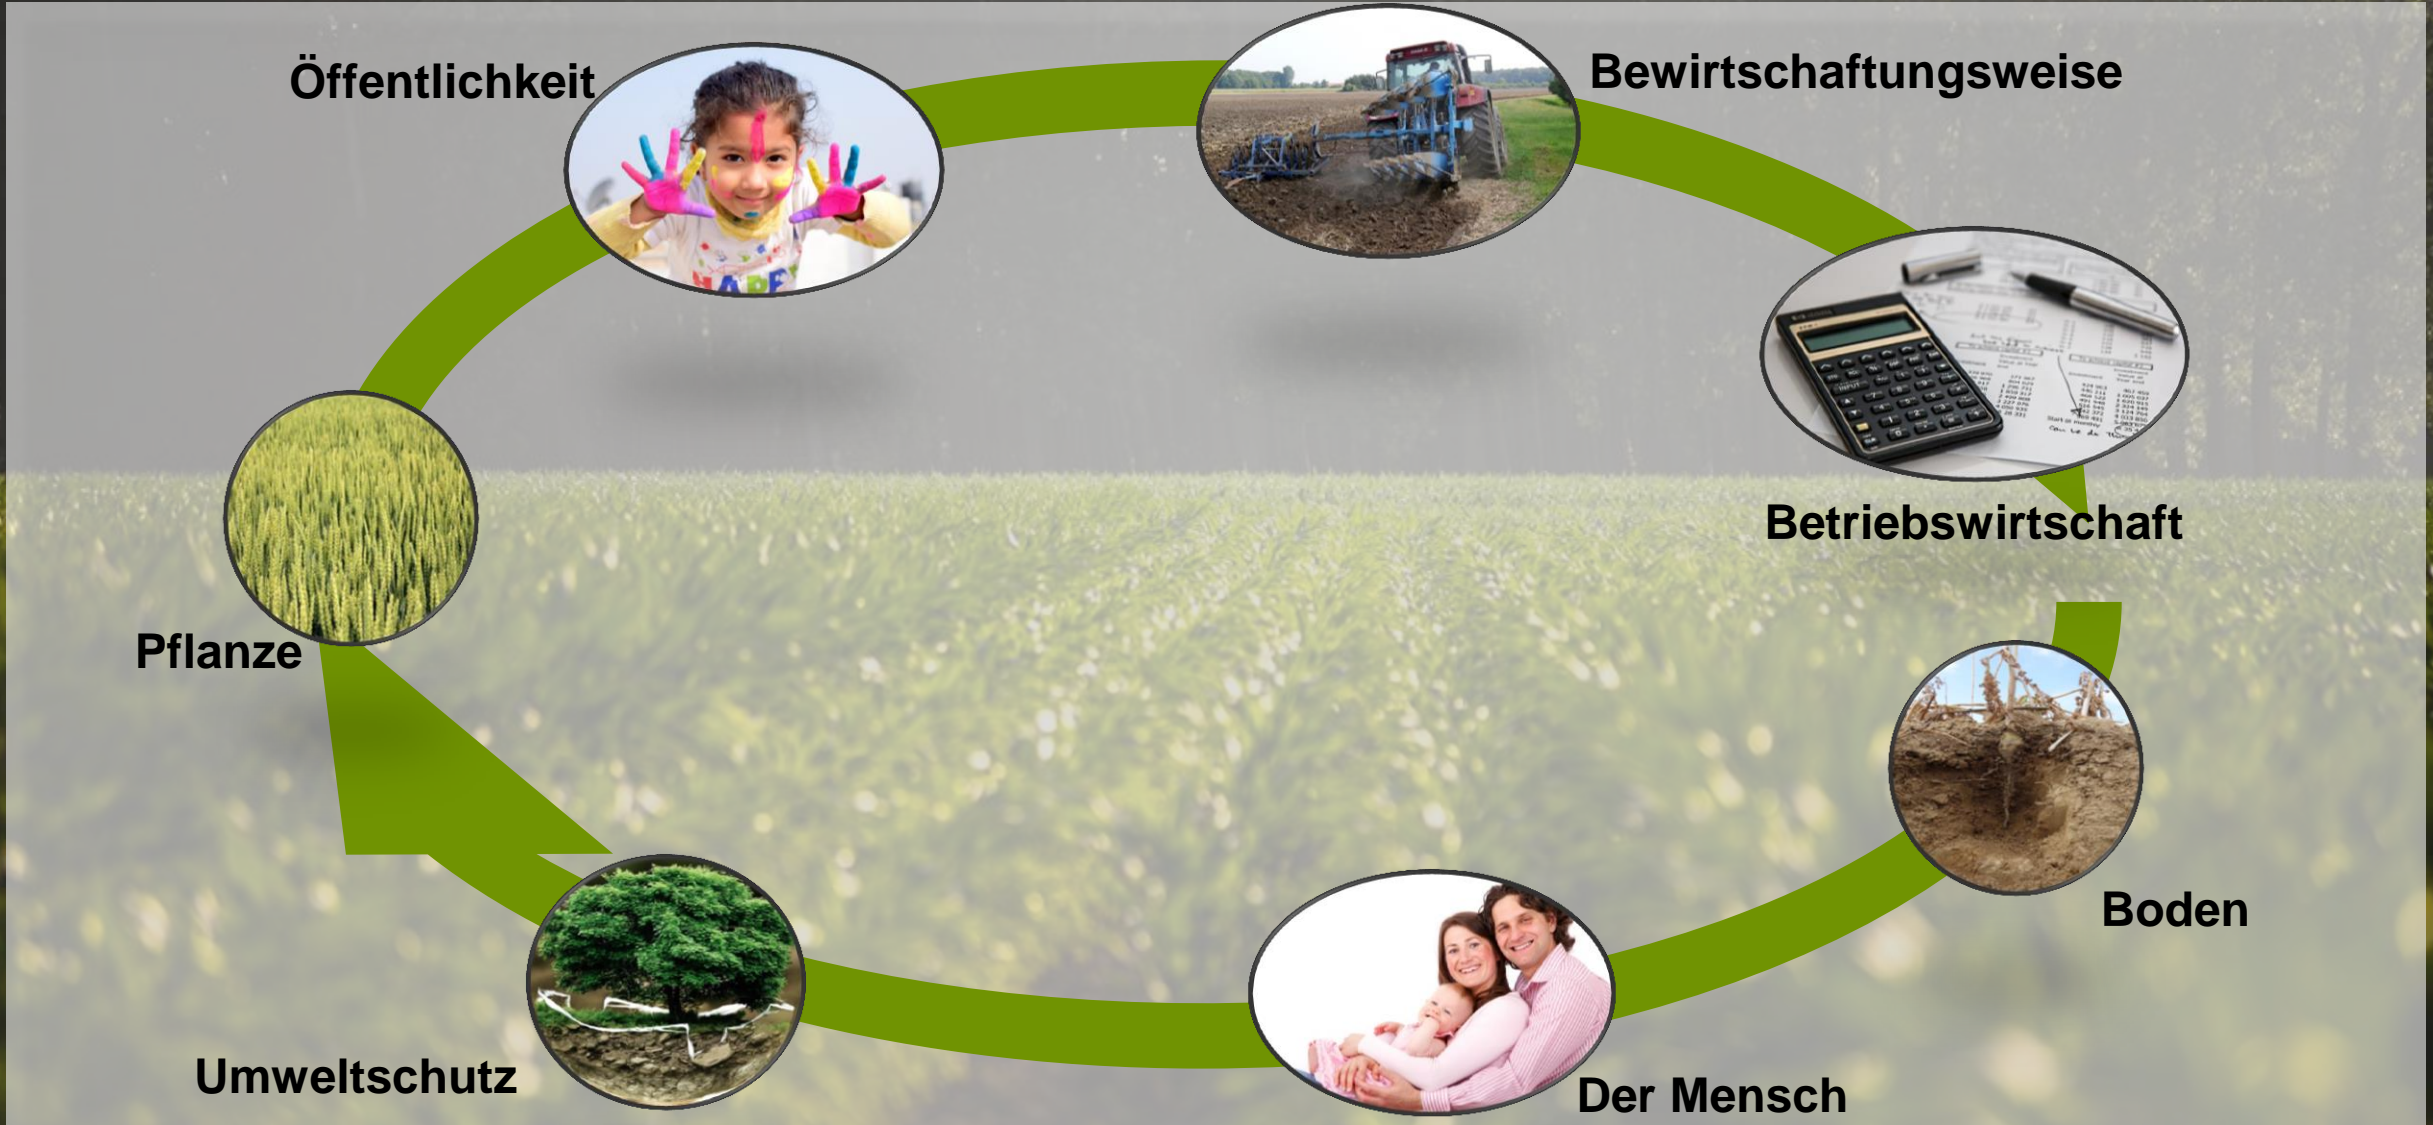 Öffentlichkeit
Bewirtschaftungsweise
Betriebswirtschaft
Pflanze
Boden
Umweltschutz
Der Mensch